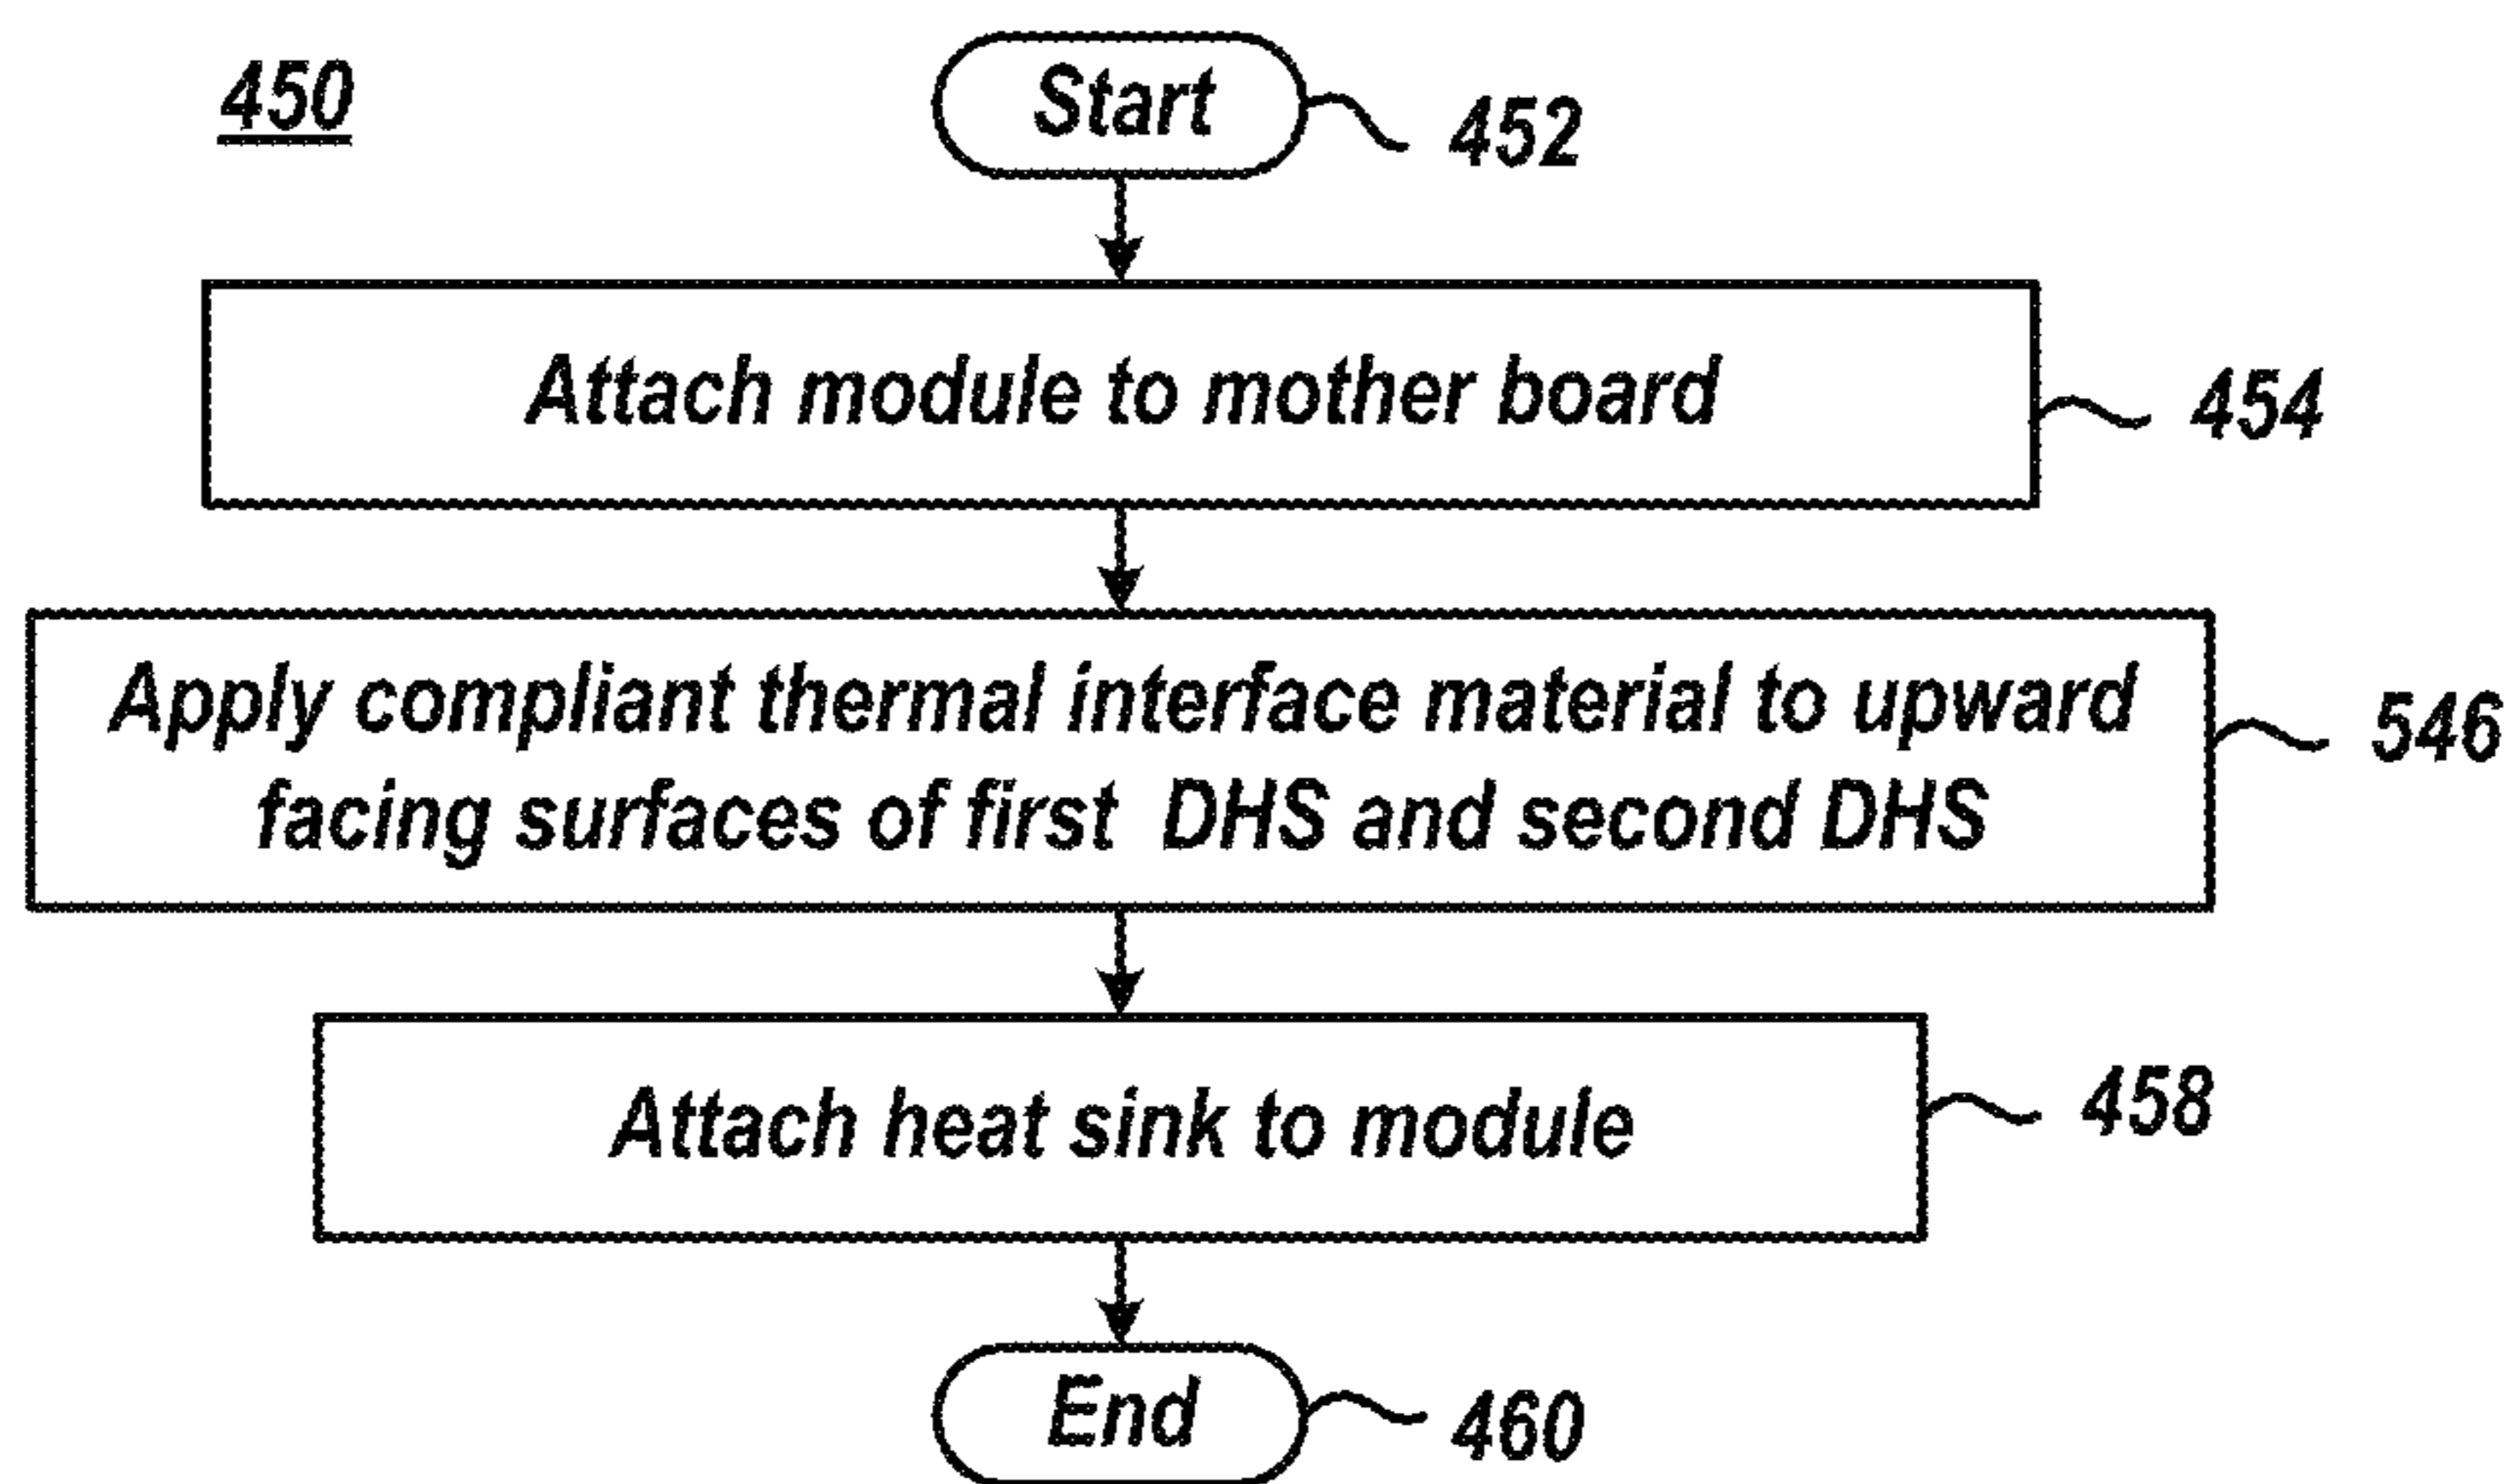 450
Start
452
Attach module to mother board
454
Apply compliant thermal interface material to upward
facing surfaces of first DHS and second DHS
546
Attach heat sink to module
458
End
460